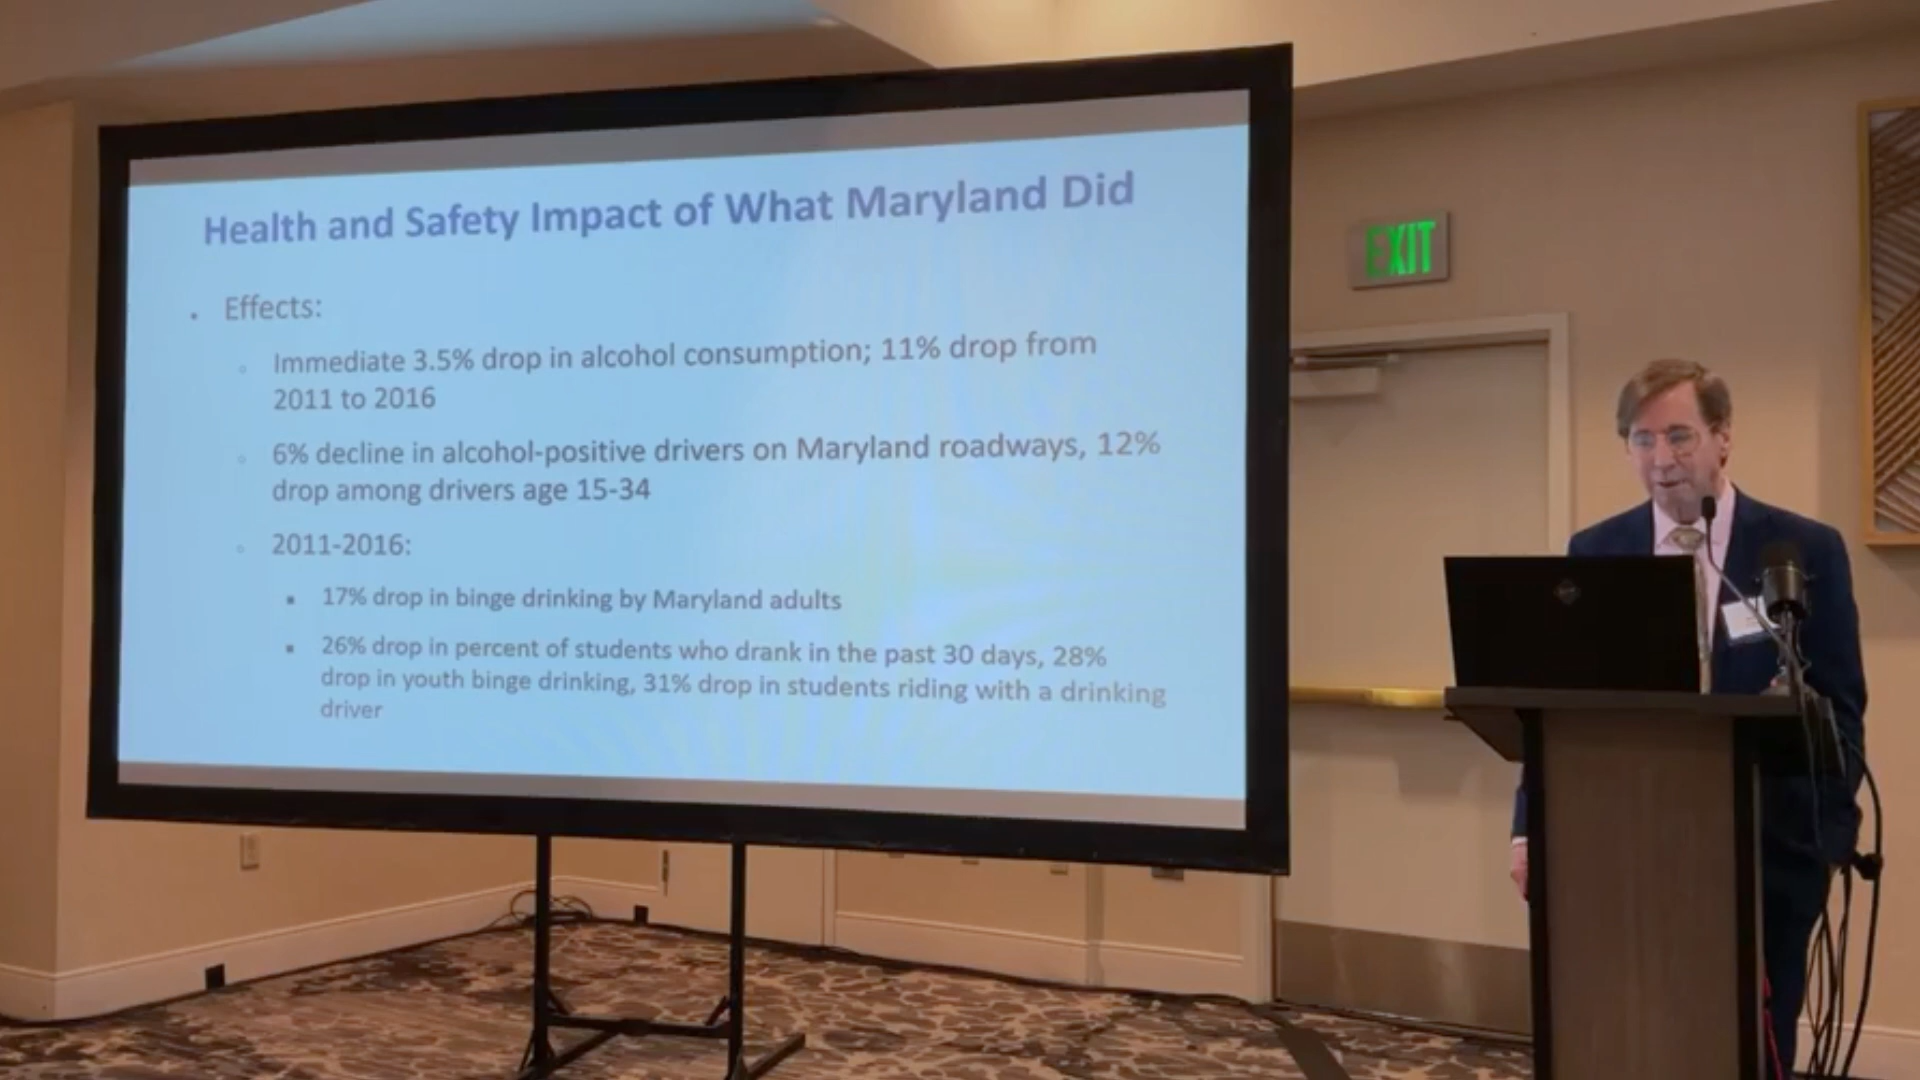 Health and Safety Impact of What Maryland Did
• Effects:
○ Immediate 3.5% drop in alcohol consumption; 11% drop from
2011 to 2016
○ 6% decline in alcohol-positive drivers on Maryland roadways, 12%
drop among drivers age 15-34
○ 2011-2016:
▪ 17% drop in binge drinking by Maryland adults
▪ 26% drop in percent of students who drank in the past 30 days, 28%
drop in youth binge drinking, 31% drop in students riding with a drinking
driver
EXIT